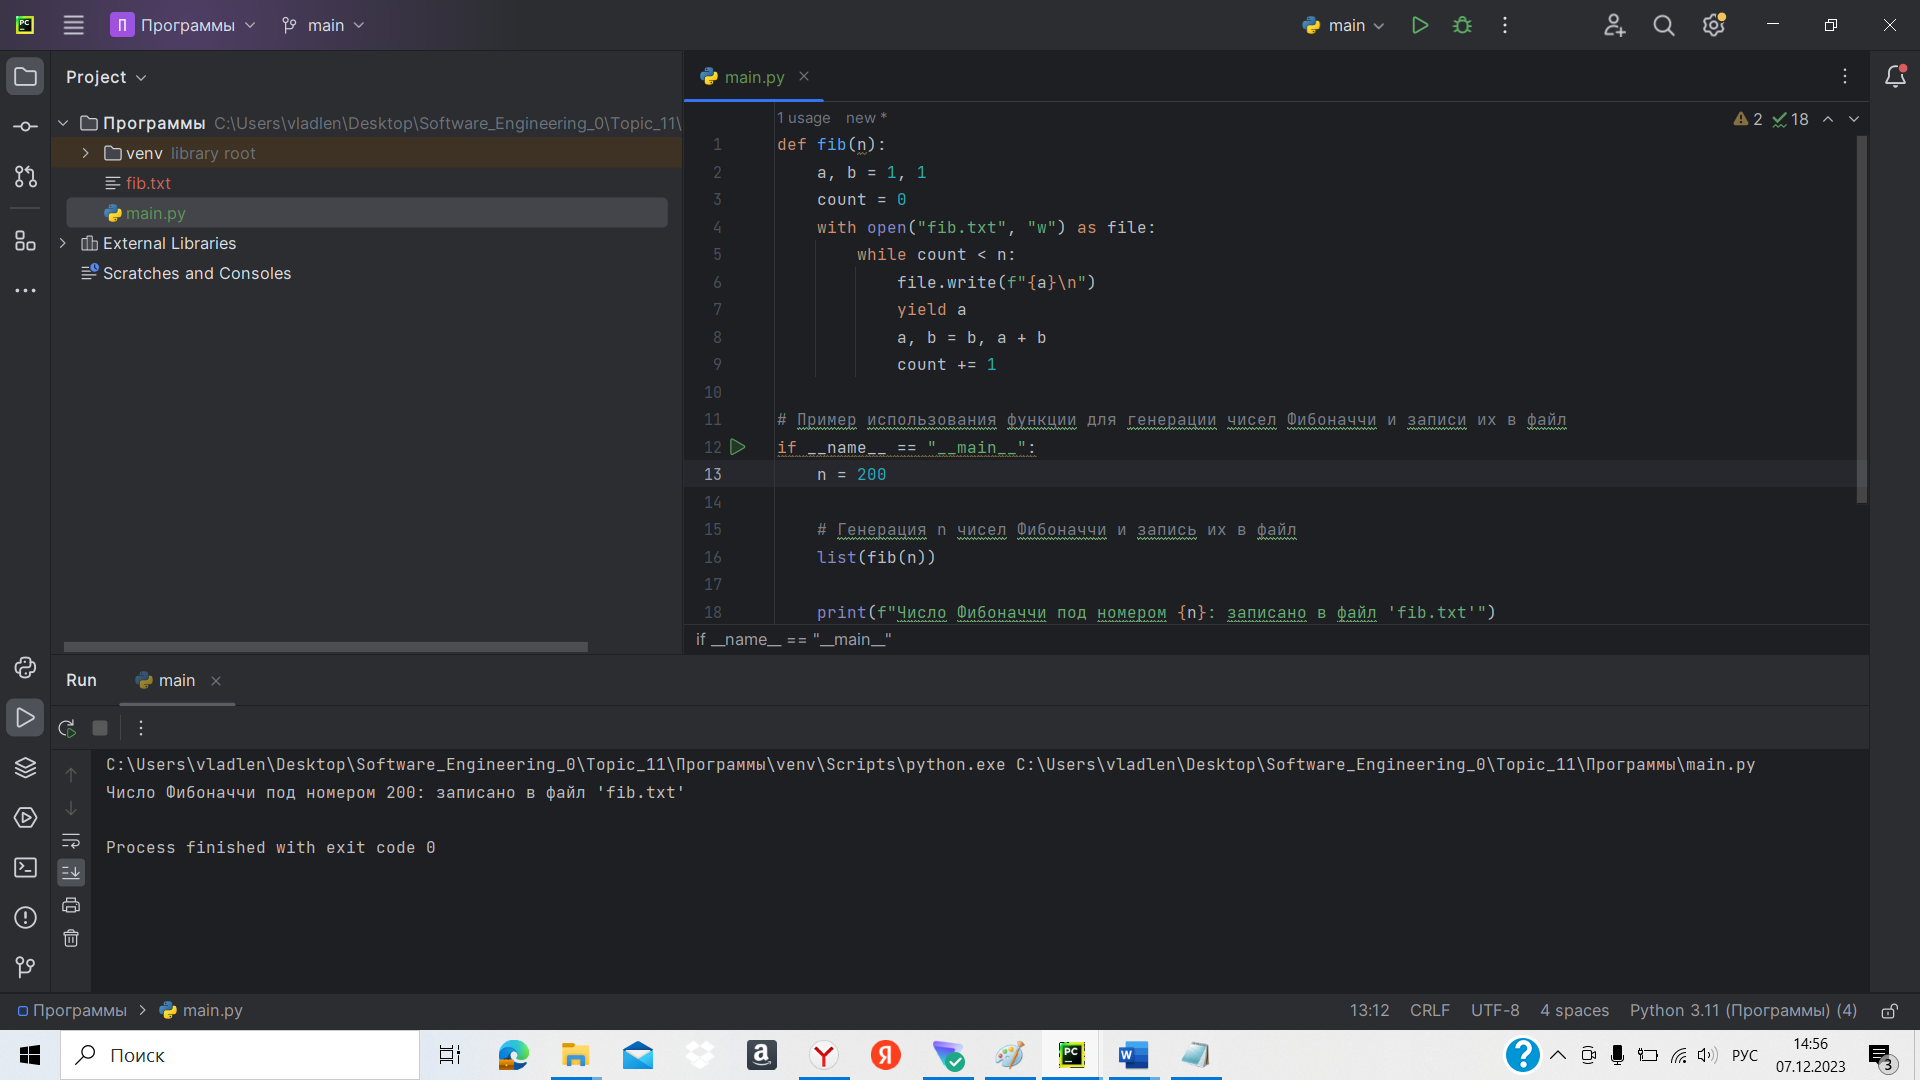 PC П Программы main main
Project
main.py
Программы C:\Users\vladlen\Desktop\Software_Engineering_0\Topic_11\
venv library root
fib.txt
main.py
External Libraries
Scratches and Consoles
1 usage new *
2 18
1 def fib(n):
2 a, b = 1, 1
3 count = 0
4 with open("fib.txt", "w") as file:
5 while count < n:
6 file.write(f"{a}\n")
7 yield a
8 a, b = b, a + b
9 count += 1
10
11 # Пример использования функции для генерации чисел Фибоначчи и записи их в файл
12 if __name__ == "__main__":
13 n = 200
14
15 # Генерация n чисел Фибоначчи и запись их в файл
16 list(fib(n))
17
18 print(f"Число Фибоначчи под номером {n}: записано в файл 'fib.txt'")
if __name__ == "__main__"
Run main
C:\Users\vladlen\Desktop\Software_Engineering_0\Topic_11\Программы\venv\Scripts\python.exe C:\Users\vladlen\Desktop\Software_Engineering_0\Topic_11\Программы\main.py
Число Фибоначчи под номером 200: записано в файл 'fib.txt'
Process finished with exit code 0
Программы main.py
13:12 CRLF UTF-8 4 spaces Python 3.11 (Программы) (4)
Поиск
a Y Я PC W
? РУС
14:56
07.12.2023
3